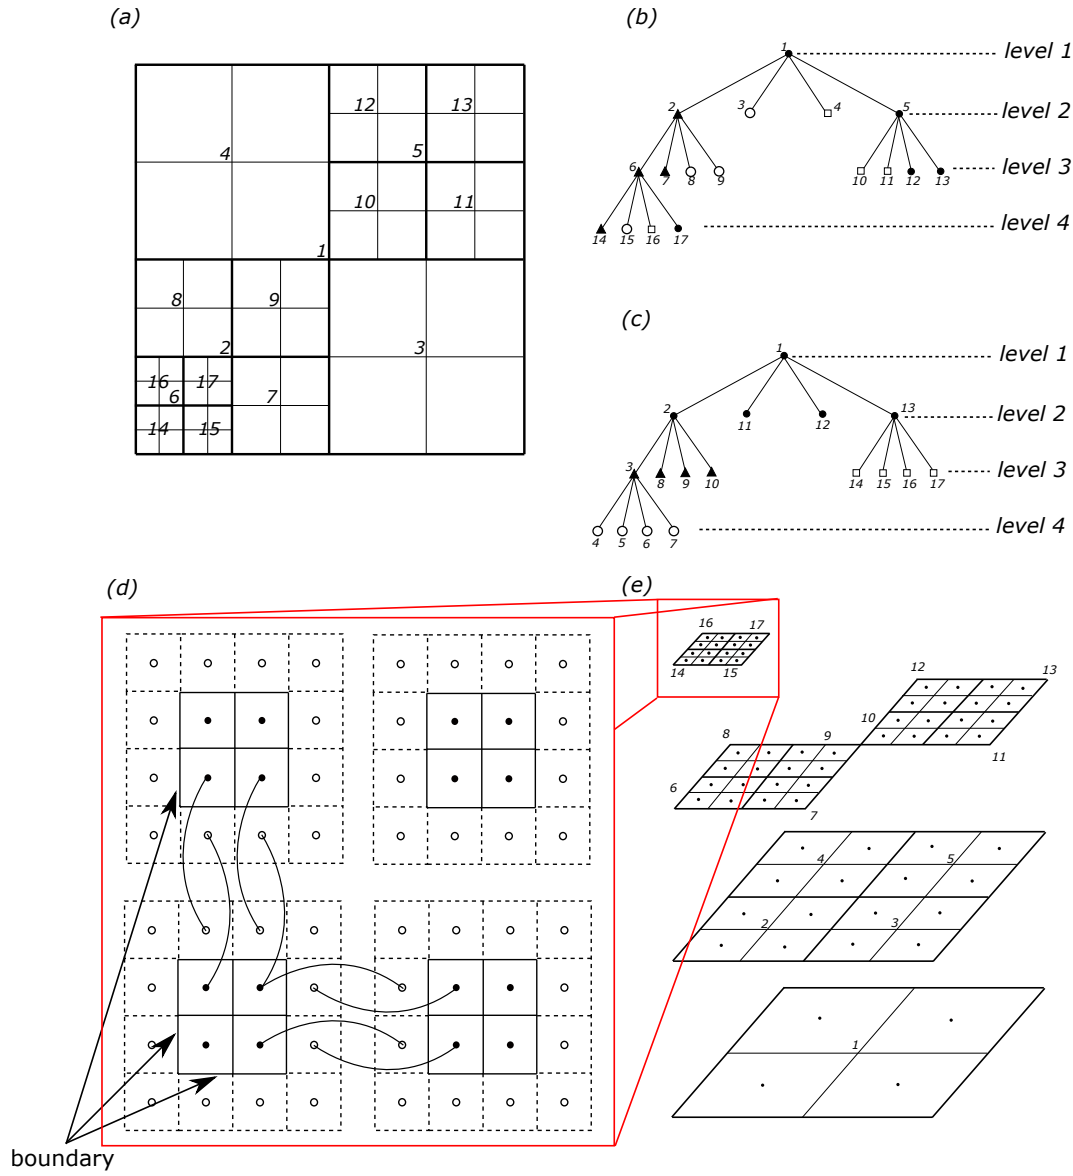 (a)
12 13
4 5
10 11
1
8 9
2 3
16 17
6 7
14 15
(b)
1 level 1
2 3 4 5 level 2
6 7 8 9 10 11 12 13 level 3
14 15 16 17 level 4
(c)
1 level 1
2 11 12 13 level 2
3 8 9 10 14 15 16 17 level 3
4 5 6 7 level 4
(d)
boundary
(e)
16 17
14 15
12 13
10 11
8 9
6 7
4 5
2 3
1